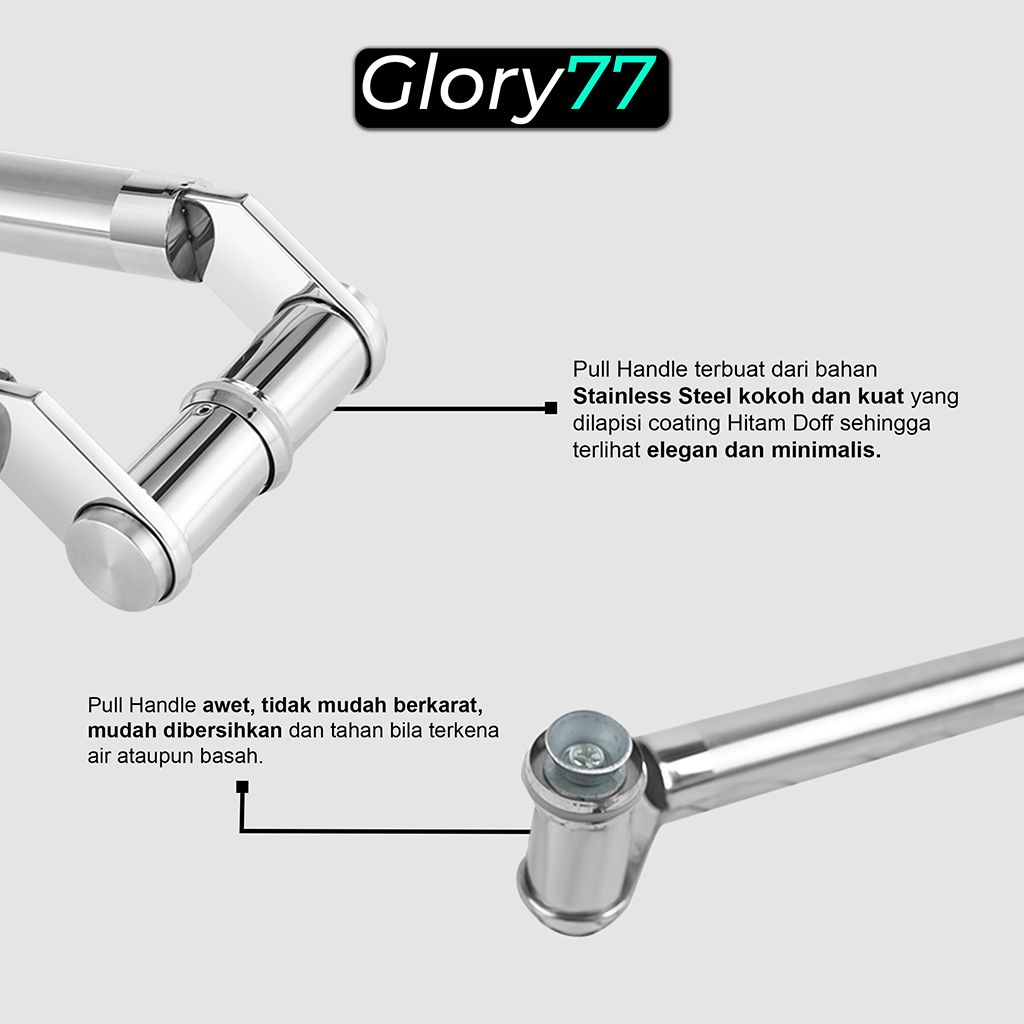 Glory77
Pull Handle terbuat dari bahan
Stainless Steel kokoh dan kuat yang
dilapisi coating Hitam Doff sehingga
terlihat elegan dan minimalis.
Pull Handle awet, tidak mudah berkarat,
mudah dibersihkan dan tahan bila terkena
air ataupun basah.